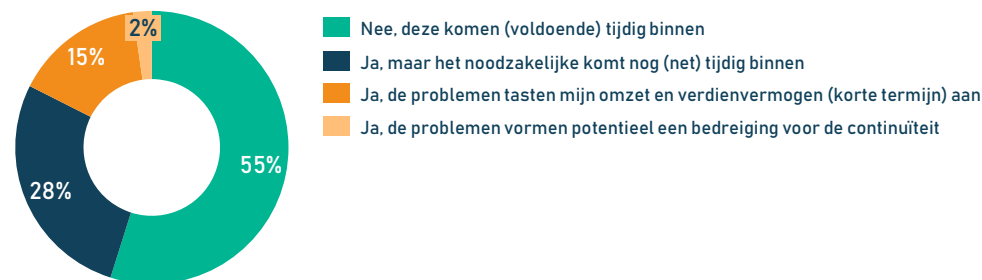 2%
15%
28%
55%
Nee, deze komen (voldoende) tijdig binnen
Ja, maar het noodzakelijke komt nog (net) tijdig binnen
Ja, de problemen tasten mijn omzet en verdienvermogen (korte termijn) aan
Ja, de problemen vormen potentieel een bedreiging voor de continuïteit